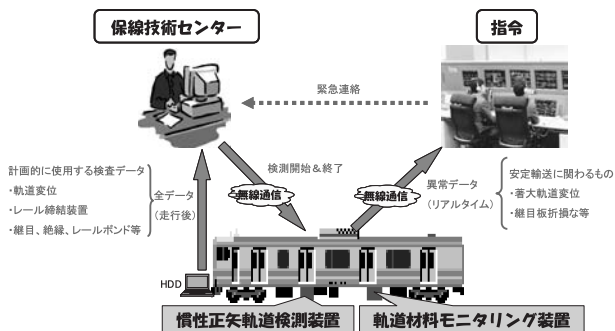 保線技術センター
指令
緊急連絡
計画的に使用する検査データ
・軌道変位
・レール締結装置
・継目、絶縁、レールボンド等
全データ
(走行後)
検測開始&終了
無線通信
無線通信
異常データ
(リアルタイム)
安定輸送に関わるもの
・著大軌道変位
・継目板折損な等
HDD
慣性正矢軌道検測装置
軌道材料モニタリング装置